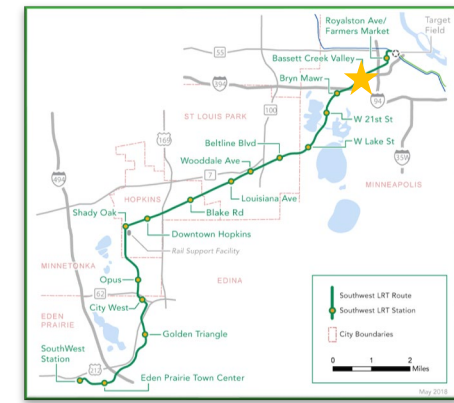 Royalston Ave/
Farmers Market
Target
Field
55
Bassett Creek Valley
394
Bryn Mawr
94
ST LOUIS PARK
100
W 21st St
169
Beltline Blvd
W Lake St
Wooddale Ave
35W
7
494
MINNEAPOLIS
HOPKINS
Louisiana Ave
Shady Oak
Blake Rd
Downtown Hopkins
Rail Support Facility
MINNETONKA
Opus
EDINA
62
City West
EDEN
PRAIRIE
Golden Triangle
SouthWest
Station
212
Eden Prairie Town Center
Southwest LRT Route
Southwest LRT Station
City Boundaries
0 1 2
Miles
May 2018